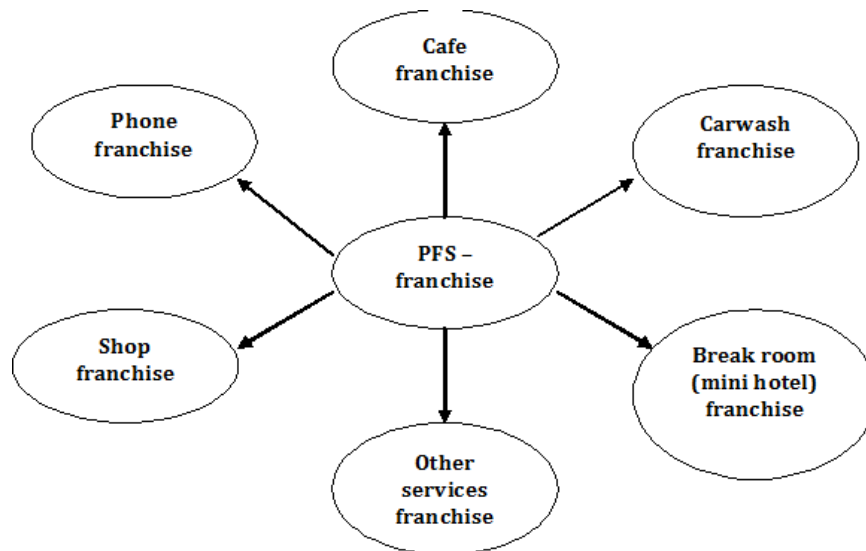 Cafe
franchise
Phone
franchise
Carwash
franchise
PFS –
franchise
Shop
franchise
Break room
(mini hotel)
franchise
Other
services
franchise